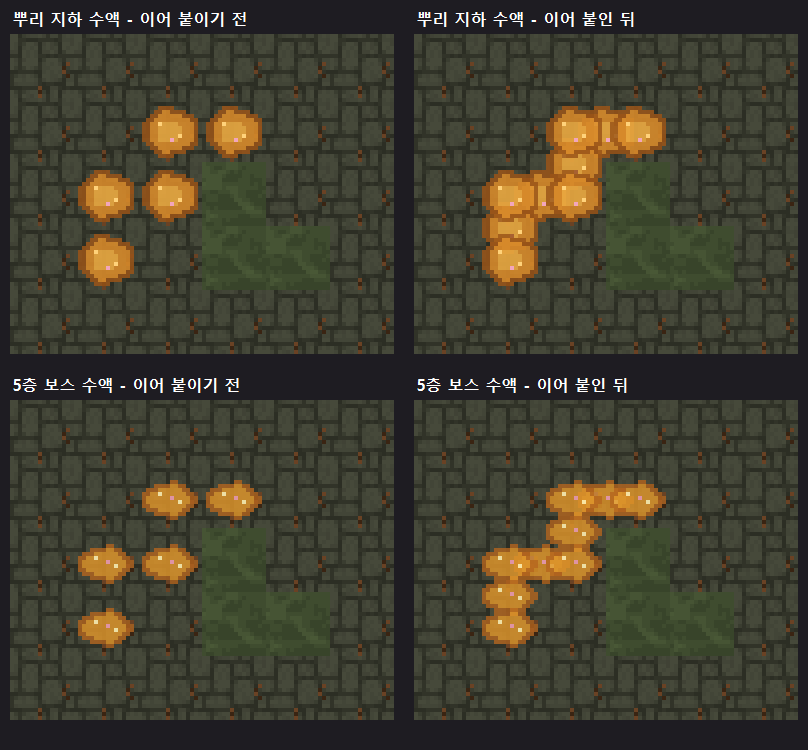 뿌리 지하 수액 - 이어 붙이기 전
뿌리 지하 수액 - 이어 붙인 뒤
5층 보스 수액 - 이어 붙이기 전
5층 보스 수액 - 이어 붙인 뒤